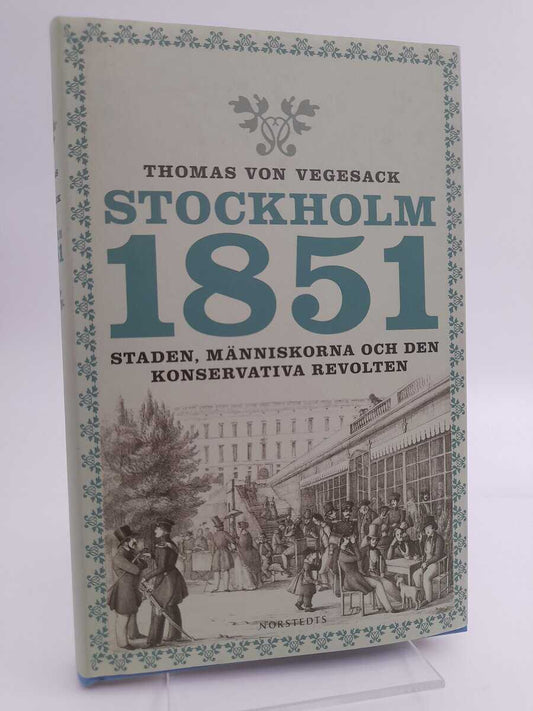 THOMAS VON VEGESACK
STOCKHOLM
1851
STADEN, MÄNNISKORNA OCH DEN
KONSERVATIVA REVOLTEN
NORSTEDTS